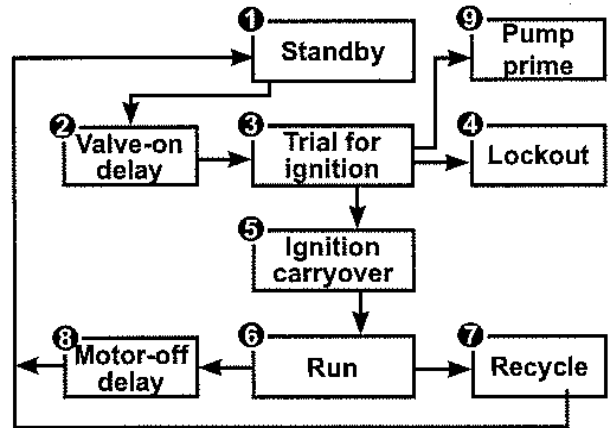 1
Standby
9
Pump
prime
2
Valve-on
delay
3
Trial for
ignition
4
Lockout
5
Ignition
carryover
8
Motor-off
delay
6
Run
7
Recycle